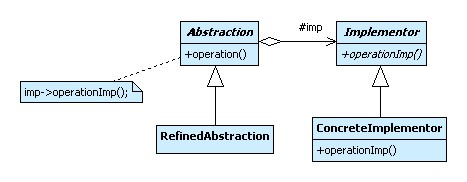 Abstraction
#imp
Implementor
+operation()
+operationImp()
imp->operationImp();
RefinedAbstraction
ConcreteImplementor
+operationImp()